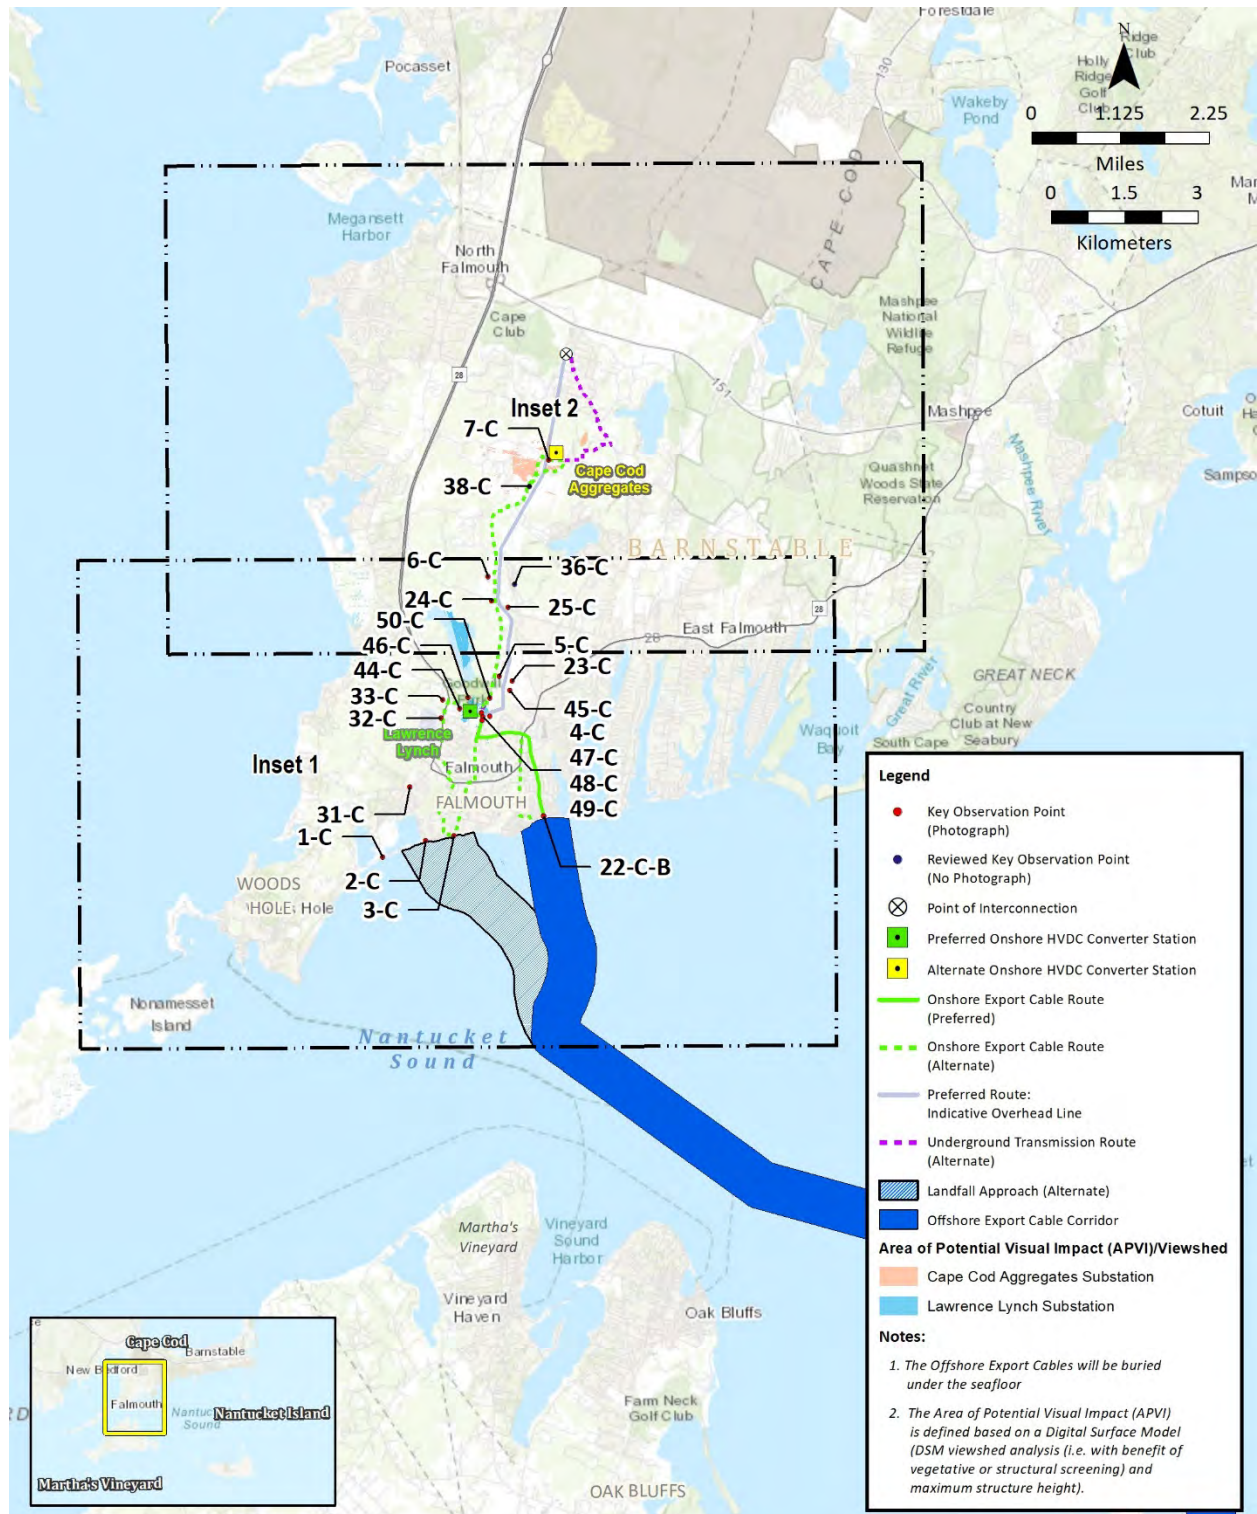 Forestdale
Pocasset
N
Ridge
Club
Holly
Ridge
Golf
Club
130
Wakeby
Pond
0 1.125 2.25
Miles
0 1.5 3
Kilometers
CAPE COD
Megansett
Harbor
North
Falmouth
Cape
Club
Mashpee
National
Wildlife
Refuge
28
151
Mashpee
Cotuit
Inset 2
7-C
Cape Cod
Aggregates
38-C
Quashnet
Woods State
Reservation
Mashpee River
BARNSTABLE
6-C
36-C
24-C
25-C
50-C
28
28
East Falmouth
46-C
5-C
44-C
23-C
33-C
45-C
32-C
4-C
Lawrence
Lynch
47-C
48-C
49-C
Great River
GREAT NECK
Country
Club at New
Seabury
Waquoit
Bay
South Cape
Inset 1
Falmouth
FALMOUTH
31-C
1-C
2-C
3-C
22-C-B
WOODS
HOLE
Hole
Nonamesset
Island
Nantucket
Sound
Martha's
Vineyard
Vineyard
Sound
Harbor
Vineyard
Haven
Oak Bluffs
Farm Neck
Golf Club
OAK BLUFFS
Legend
Key Observation Point
(Photograph)
Reviewed Key Observation Point
(No Photograph)
Point of Interconnection
Preferred Onshore HVDC Converter Station
Alternate Onshore HVDC Converter Station
Onshore Export Cable Route
(Preferred)
Onshore Export Cable Route
(Alternate)
Preferred Route:
Indicative Overhead Line
Underground Transmission Route
(Alternate)
Landfall Approach (Alternate)
Offshore Export Cable Corridor
Area of Potential Visual Impact (APVI)/Viewshed
Cape Cod Aggregates Substation
Lawrence Lynch Substation
Notes:
1. The Offshore Export Cables will be buried
under the seafloor
2. The Area of Potential Visual Impact (APVI)
is defined based on a Digital Surface Model
(DSM viewshed analysis (i.e. with benefit of
vegetative or structural screening) and
maximum structure height).
Cape Cod
Barnstable
New Bedford
Falmouth
Sound
Nantucket Island
Martha's Vineyard